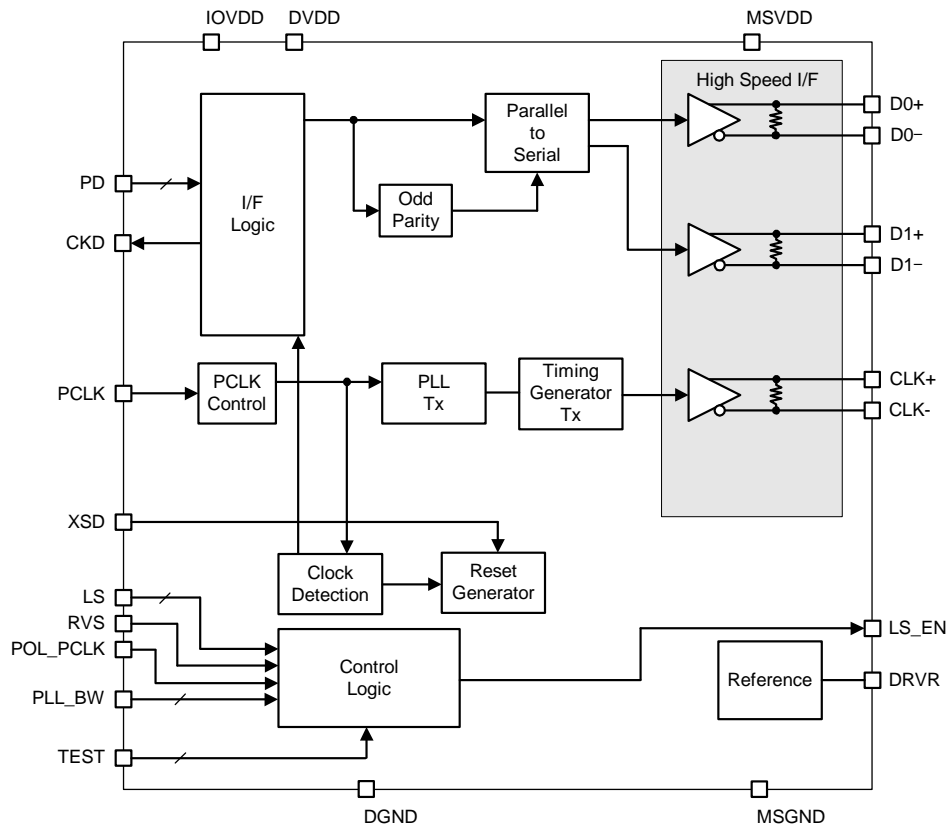 IOVDD
DVDD
MSVDD
High Speed I/F
Parallel
to
Serial
D0+
D0−
PD
I/F
Logic
Odd
Parity
CKD
D1+
D1−
PCLK
PCLK
Control
PLL
Tx
Timing
Generator
Tx
CLK+
CLK-
XSD
Clock
Detection
Reset
Generator
LS
RVS
POL_PCLK
PLL_BW
TEST
Control
Logic
LS_EN
Reference
DRVR
DGND
MSGND